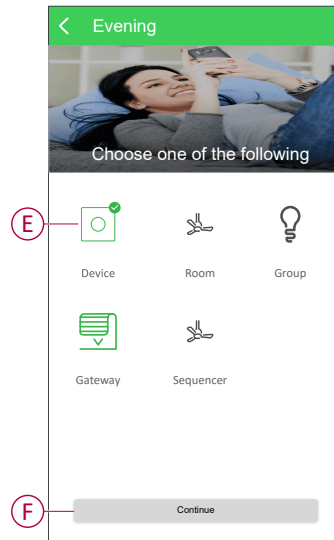 Evening
Choose one of the following
E
Device Room Group
Gateway Sequencer
F
Continue